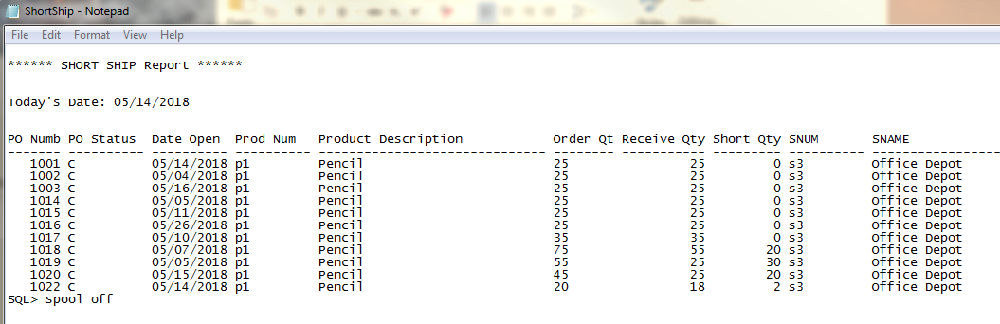 ShortShip - Notepad
File Edit Format View Help
****** SHORT SHIP Report ******
Today's Date: 05/14/2018
PO Numb PO Status  Date Open  Prod Num   Product Description            Order Qt Receive Qty Short Qty SNUM       SNAME
------- ---------- ---------- ---------- ------------------------------ -------- ----------- --------- ---------- -----------------
   1001 C          05/14/2018 p1         Pencil                         25                25         0 s3         Office Depot
   1002 C          05/04/2018 p1         Pencil                         25                25         0 s3         Office Depot
   1003 C          05/16/2018 p1         Pencil                         25                25         0 s3         Office Depot
   1014 C          05/05/2018 p1         Pencil                         25                25         0 s3         Office Depot
   1015 C          05/11/2018 p1         Pencil                         25                25         0 s3         Office Depot
   1016 C          05/26/2018 p1         Pencil                         25                25         0 s3         Office Depot
   1017 C          05/10/2018 p1         Pencil                         35                35         0 s3         Office Depot
   1018 C          05/07/2018 p1         Pencil                         75                55        20 s3         Office Depot
   1019 C          05/05/2018 p1         Pencil                         55                25        30 s3         Office Depot
   1020 C          05/15/2018 p1         Pencil                         45                25        20 s3         Office Depot
   1022 C          05/14/2018 p1         Pencil                         20                18         2 s3         Office Depot
SQL> spool off